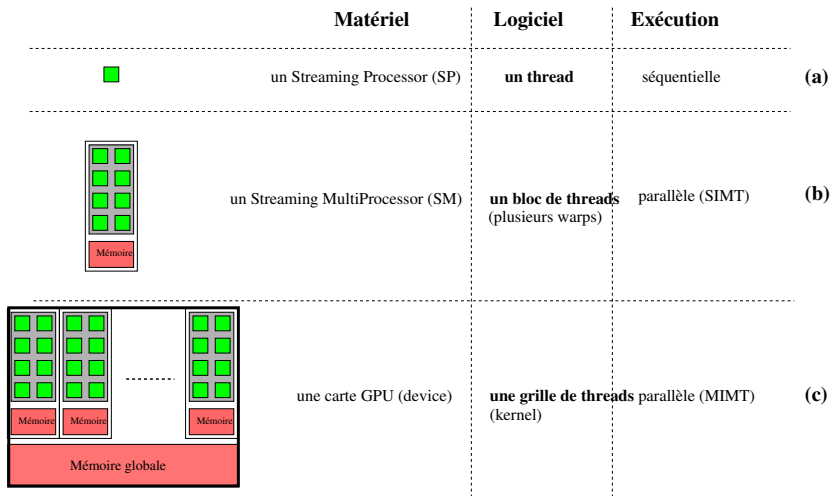 Matériel Logiciel Exécution
un Streaming Processor (SP) un thread séquentielle (a)
un Streaming MultiProcessor (SM) un bloc de threads parallèle (SIMT) (b)
(plusieurs warps)
Mémoire
une carte GPU (device) une grille de threads parallèle (MIMT) (c)
(kernel)
Mémoire Mémoire Mémoire
Mémoire globale